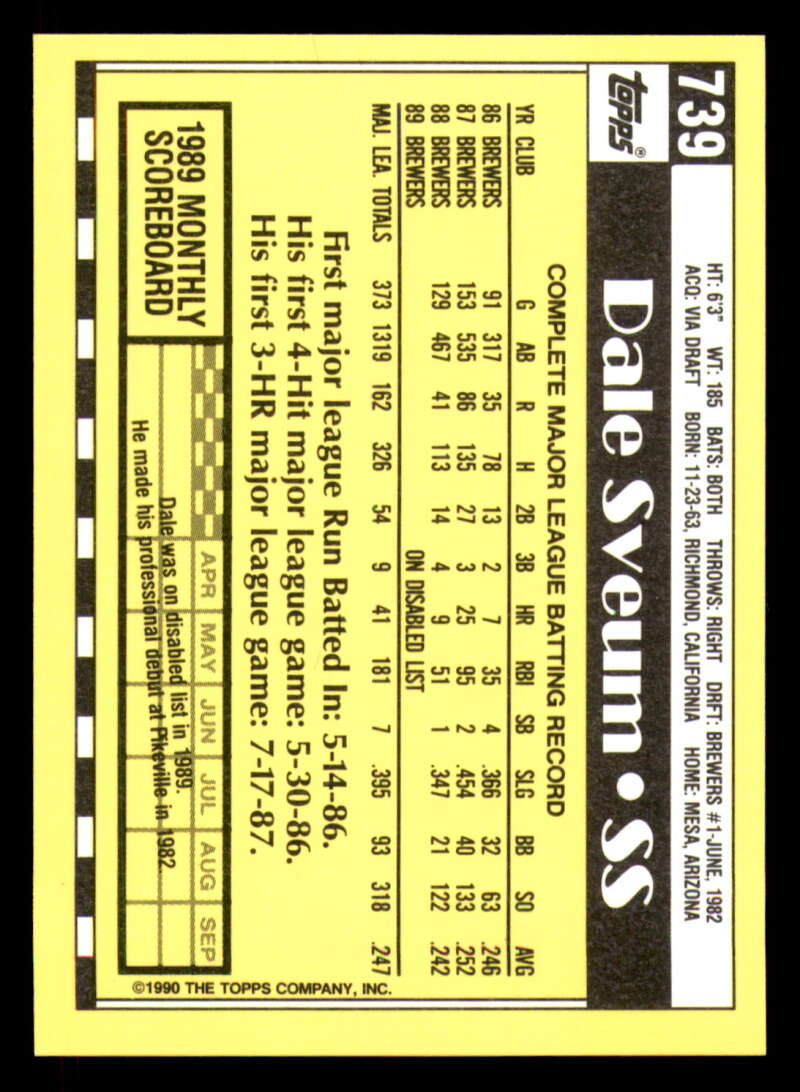 739
HT: 6'3" WT: 185 BATS: BOTH THROWS: RIGHT DRFT: BREWERS #1-JUNE, 1982
ACQ: VIA DRAFT BORN: 11-23-63, RICHMOND, CALIFORNIA HOME: MESA, ARIZONA
TOPPS®
Dale Sveum • SS
COMPLETE MAJOR LEAGUE BATTING RECORD
YR CLUB G AB R H 2B 3B HR RBI SB SLG BB SO AVG
86 BREWERS 91 317 35 78 13 2 7 35 4 .366 32 63 .246
87 BREWERS 153 535 86 135 27 3 25 95 2 .454 40 133 .252
88 BREWERS 129 467 41 113 14 4 9 51 1 .347 21 122 .242
89 BREWERS ON DISABLED LIST
MAJ. LEA. TOTALS 373 1319 162 326 54 9 41 181 7 .395 93 318 .247
First major league Run Batted In: 5-14-86.
His first 4-Hit major league game: 5-30-86.
His first 3-HR major league game: 7-17-87.
1989 MONTHLY
SCOREBOARD
APR MAY JUN JUL AUG SEP
Dale was on disabled list in 1989.
He made his professional debut at Pikeville in 1982.
©1990 THE TOPPS COMPANY, INC.